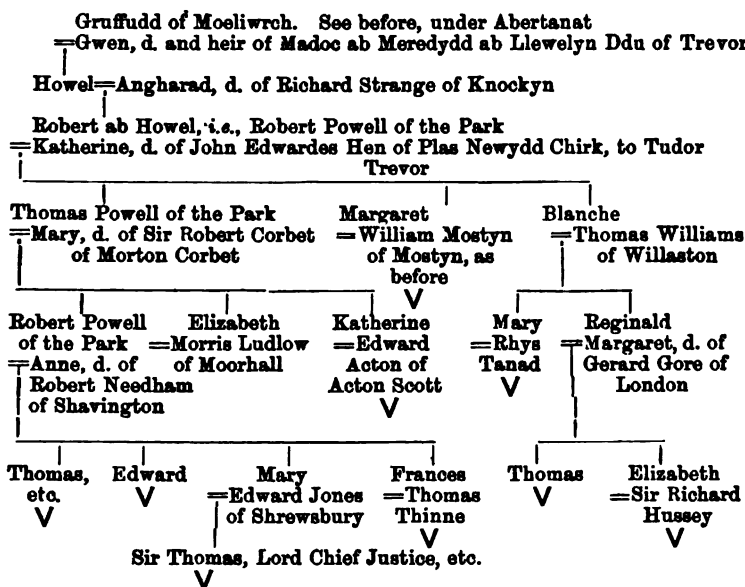 Gruffudd of Moeliwrch. See before, under Abertanat
=Gwen, d. and heir of Madoc ab Meredydd ab Llewelyn Ddu of Trevor
Howel=Angharad, d. of Richard Strange of Knockyn
Robert ab Howel, i.e., Robert Powell of the Park
=Katherine, d. of John Edwardes Hen of Plas Newydd Chirk, to Tudor
Trevor
Thomas Powell of the Park
=Mary, d. of Sir Robert Corbet
of Morton Corbet
Margaret
=William Mostyn
of Mostyn, as
before
Blanche
=Thomas Williams
of Willaston
Robert Powell
of the Park
=Anne, d. of
Robert Needham
of Shavington
Elizabeth
=Morris Ludlow
of Moorhall
Katherine
=Edward
Acton of
Acton Scott
Mary
=Rhys
Tanad
Reginald
=Margaret, d. of
Gerard Gore of
London
Thomas,
etc.
Edward
Mary
=Edward Jones
of Shrewsbury
Frances
=Thomas
Thinne
Thomas
Elizabeth
=Sir Richard
Hussey
Sir Thomas, Lord Chief Justice, etc.